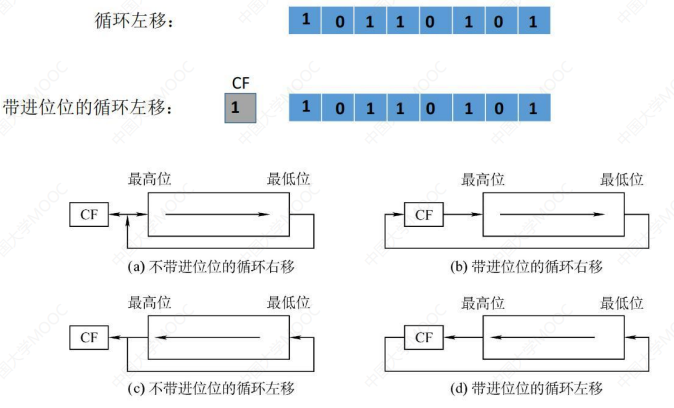 循环左移： 1 0 1 1 0 1 0 1
CF
带进位位的循环左移： 1 1 0 1 1 0 1 0 1
最高位 最低位 最高位 最低位
CF CF
(a) 不带进位位的循环右移 (b) 带进位位的循环右移
最高位 最低位 最高位 最低位
CF CF
(c) 不带进位位的循环左移 (d) 带进位位的循环左移
中国大学MOOC